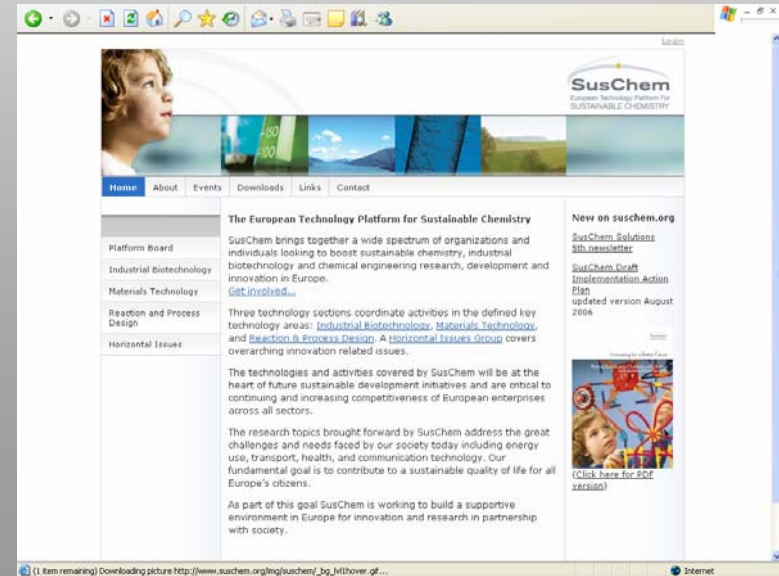 Login
SusChem
European Technology Platform For
SUSTAINABLE CHEMISTRY
Home About Events Downloads Links Contact
Platform Board
Industrial Biotechnology
Materials Technology
Reaction and Process
Design
Horizontal Issues
The European Technology Platform for Sustainable Chemistry
SusChem brings together a wide spectrum of organizations and
individuals looking to boost sustainable chemistry, industrial
biotechnology and chemical engineering research, development and
innovation in Europe.
Get involved...
Three technology sections coordinate activities in the defined key
technology areas: Industrial Biotechnology, Materials Technology,
and Reaction & Process Design. A Horizontal Issues Group covers
overarching innovation related issues.
The technologies and activities covered by SusChem will be at the
heart of future sustainable development initiatives and are critical to
continuing and increasing competitiveness of European enterprises
across all sectors.
The research topics brought forward by SusChem address the great
challenges and needs faced by our society today including energy
use, transport, health, and communication technology. Our
fundamental goal is to contribute to a sustainable quality of life for all
Europe's citizens.
As part of this goal SusChem is working to build a supportive
environment in Europe for innovation and research in partnership
with society.
New on suschem.org
SusChem Solutions
5th newsletter
SusChem Draft
Implementation Action
Plan
updated version August
2006
(Click here for PDF
version)
(1 item remaining) Downloading picture http://www.suschem.org/img/suschem/_bg_lvl1hover.gif...
Internet